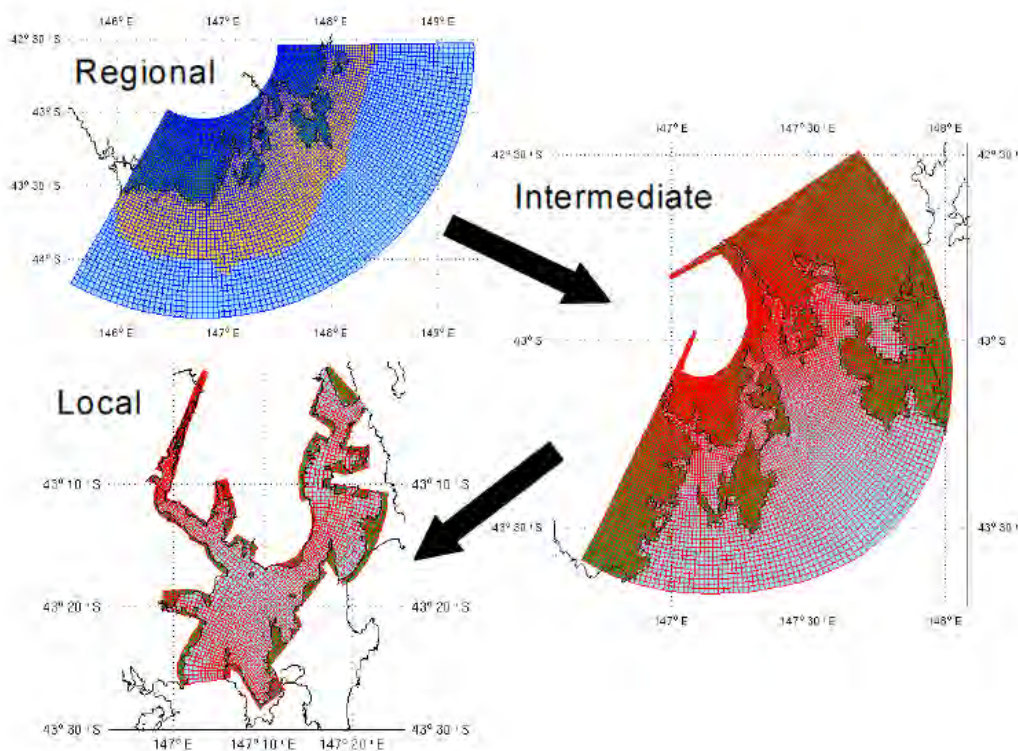 146°E 147°E 148°E 149°E
42°30'S
Regional
43°S
43°30'S
44°S
146°E 147°E 148°E 149°E
147°E 147°30'E 148°E
42°30'S 42°30'S
Intermediate
43°S 43°S
43°30'S 43°30'S
147°E 147°30'E 148°E
Local
43°10'S 43°10'S
43°20'S 43°20'S
43°30'S 43°30'S
147°E 147°10'E 147°20'E